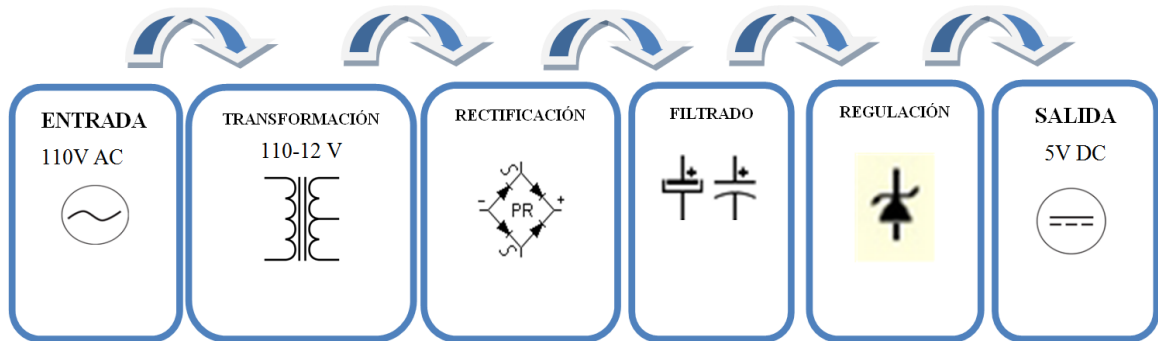 ENTRADA
110V AC
TRANSFORMACIÓN
110-12 V
RECTIFICACIÓN
- PR +
FILTRADO
+ +
REGULACIÓN
SALIDA
5V DC